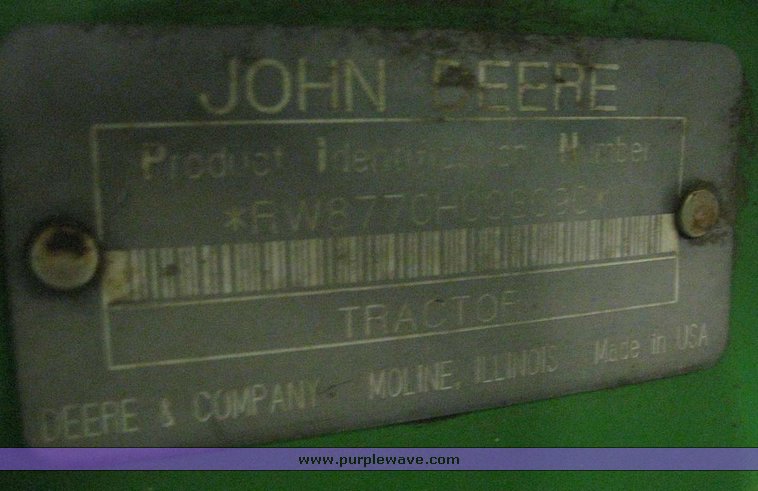 JOHN DEERE
Product Identification Number
TRACTOR
DEERE & COMPANY MOLINE, ILLINOIS Made in USA
www.purplewave.com